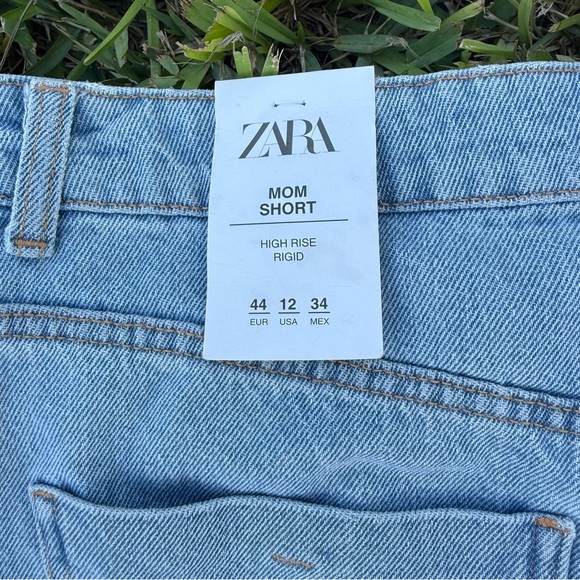 ZARA
MOM
SHORT
HIGH RISE
RIGID
44 12 34
EUR USA MEX